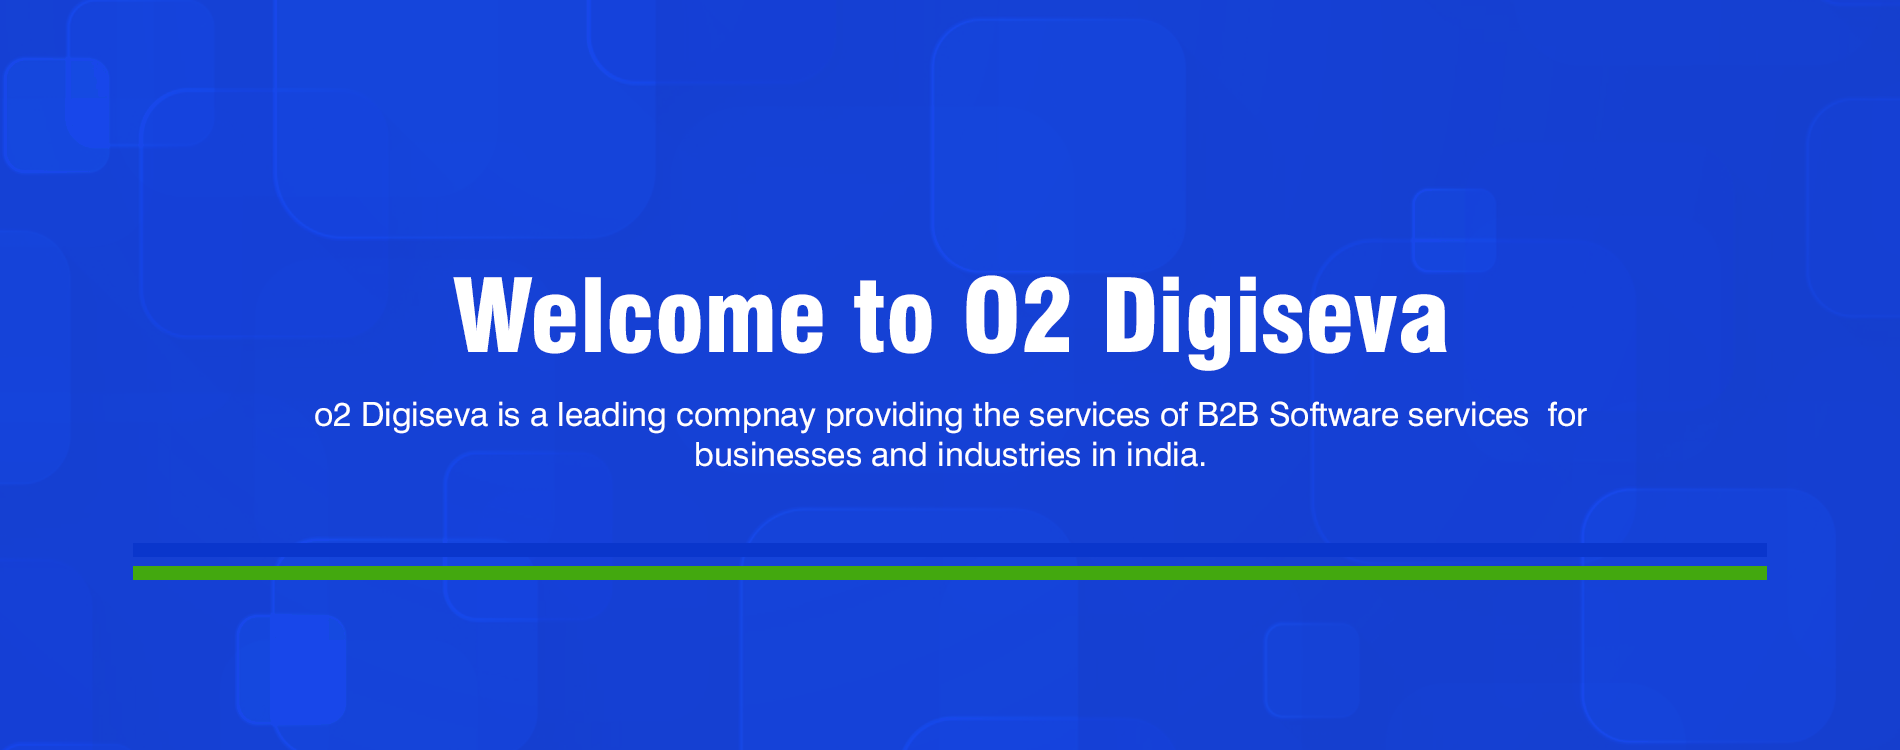 Welcome to O2 Digiseva
o2 Digiseva is a leading compnay providing the services of B2B Software services  for
businesses and industries in india.